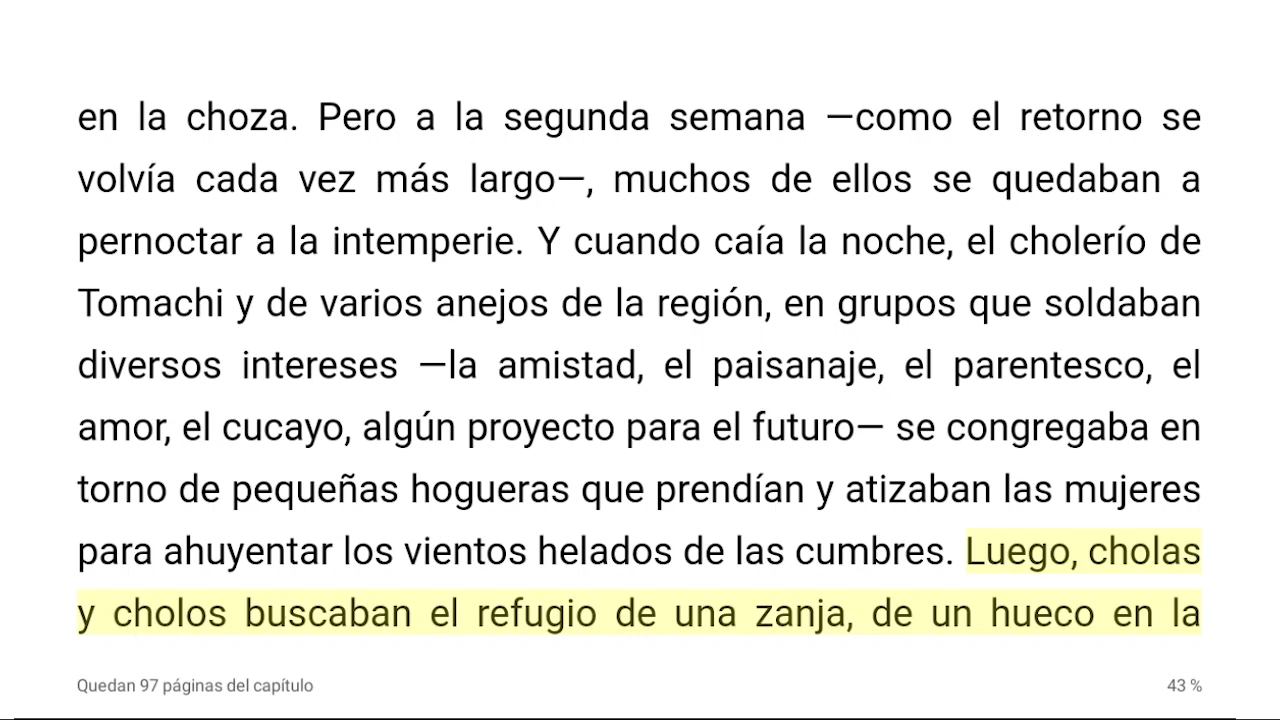 en la choza. Pero a la segunda semana —como el retorno se
volvía cada vez más largo—, muchos de ellos se quedaban a
pernoctar a la intemperie. Y cuando caía la noche, el cholerío de
Tomachi y de varios anejos de la región, en grupos que soldaban
diversos intereses —la amistad, el paisanaje, el parentesco, el
amor, el cucayo, algún proyecto para el futuro— se congregaba en
torno de pequeñas hogueras que prendían y atizaban las mujeres
para ahuyentar los vientos helados de las cumbres. Luego, cholas
y cholos buscaban el refugio de una zanja, de un hueco en la
Quedan 97 páginas del capítulo
43 %